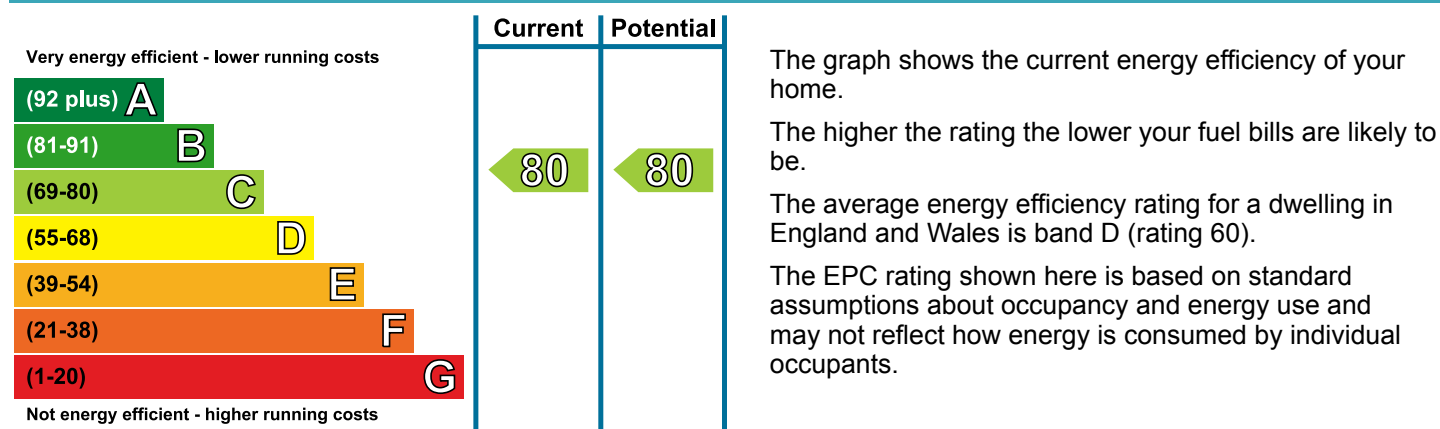 Current Potential
Very energy efficient - lower running costs
(92 plus) A
(81-91) B
(69-80) C
(55-68) D
(39-54) E
(21-38) F
(1-20) G
Not energy efficient - higher running costs
80 80
The graph shows the current energy efficiency of your
home.
The higher the rating the lower your fuel bills are likely to
be.
The average energy efficiency rating for a dwelling in
England and Wales is band D (rating 60).
The EPC rating shown here is based on standard
assumptions about occupancy and energy use and
may not reflect how energy is consumed by individual
occupants.